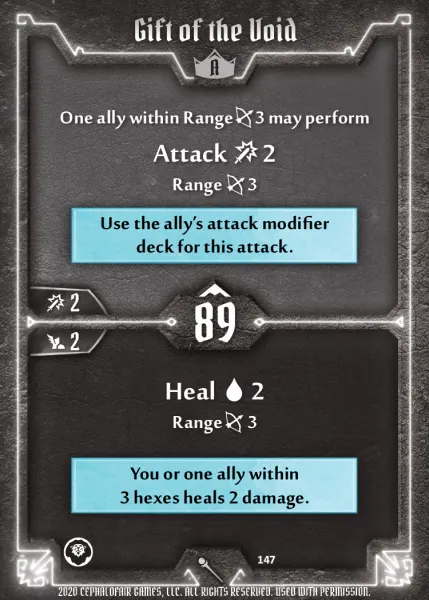 Gift of the Void
A
One ally within Range 3 may perform
Attack 2
Range 3
Use the ally's attack modifier
deck for this attack.
2
89
2
Heal 2
Range 3
You or one ally within
3 hexes heals 2 damage.
147
2020 CEPHALOFAIR GAMES, LLC. ALL RIGHTS RESERVED. USED WITH PERMISSION.